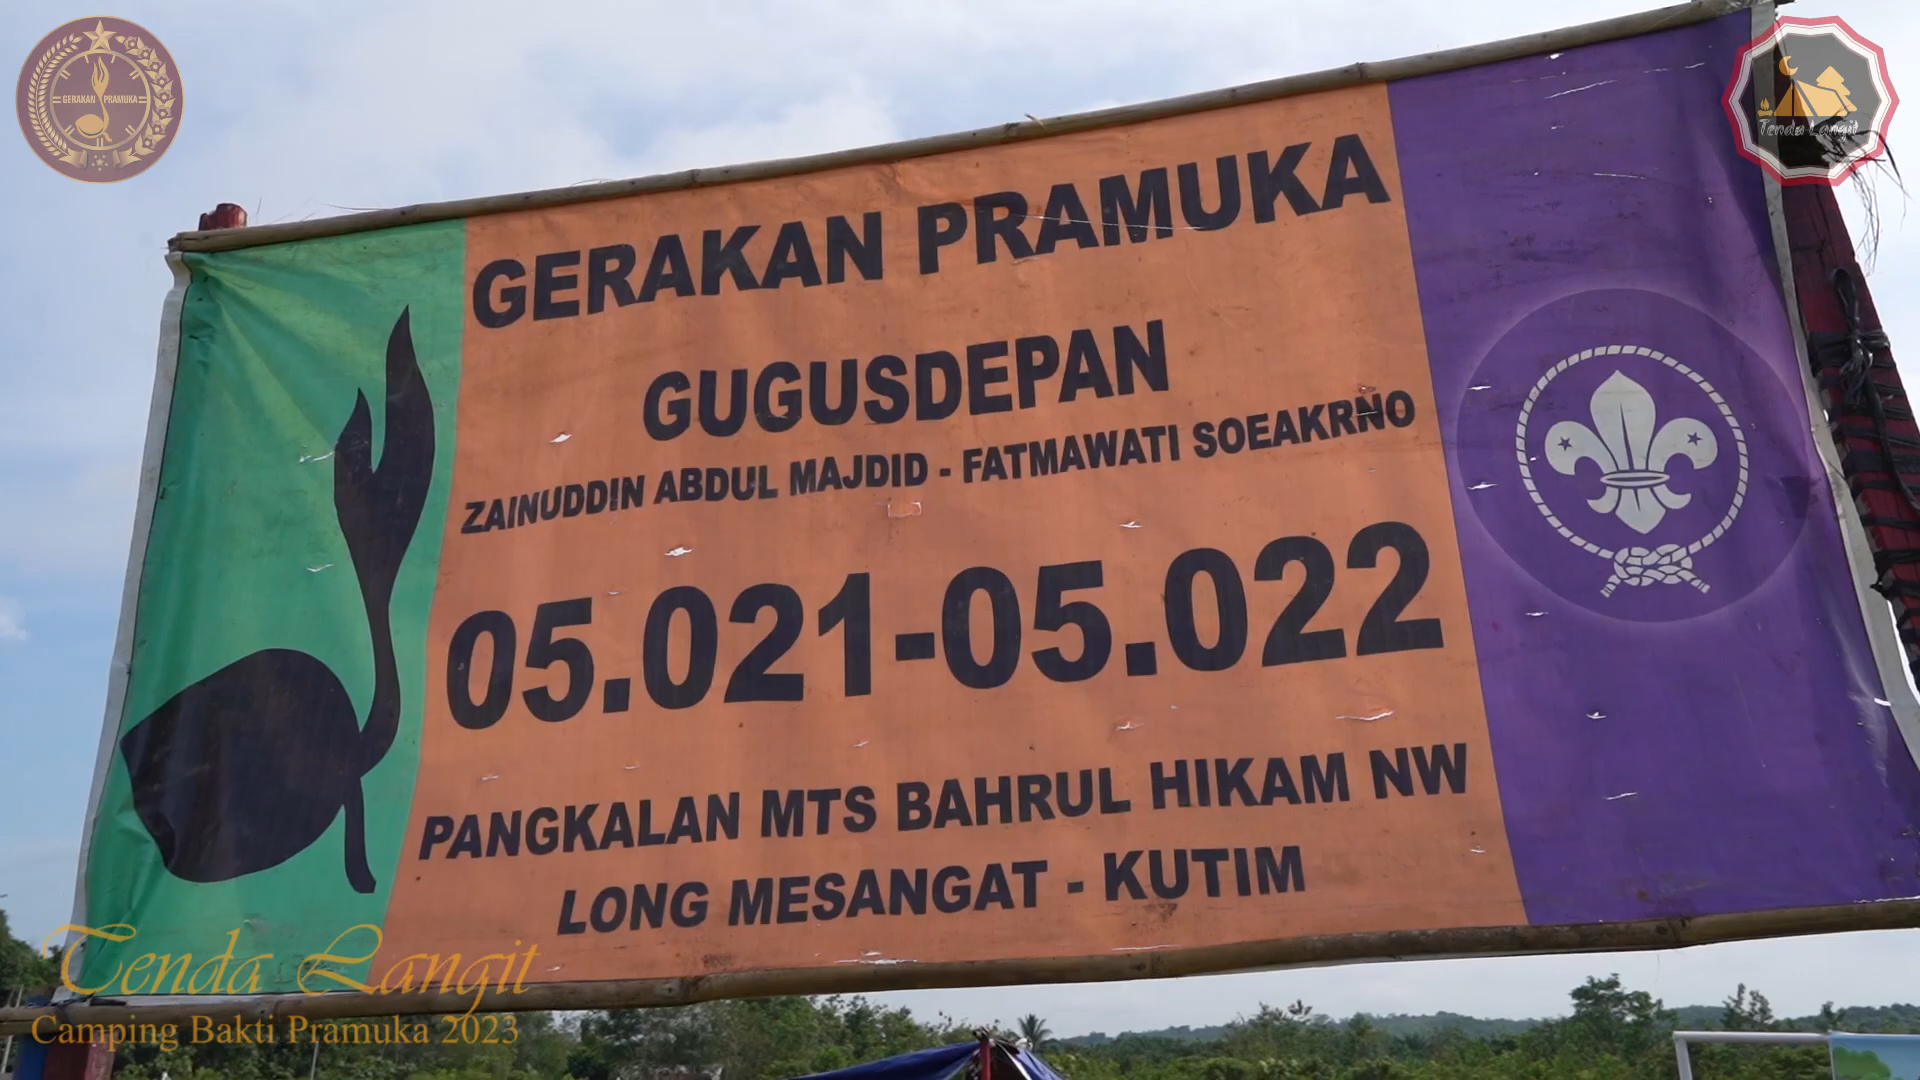 GERAKAN PRAMUKA
Tenda Langit
GERAKAN PRAMUKA
GUGUSDEPAN
ZAINUDDIN ABDUL MAJDID - FATMAWATI SOEAKRNO
05.021-05.022
PANGKALAN MTS BAHRUL HIKAM NW
LONG MESANGAT - KUTIM
Tenda Langit
Camping Bakti Pramuka 2023